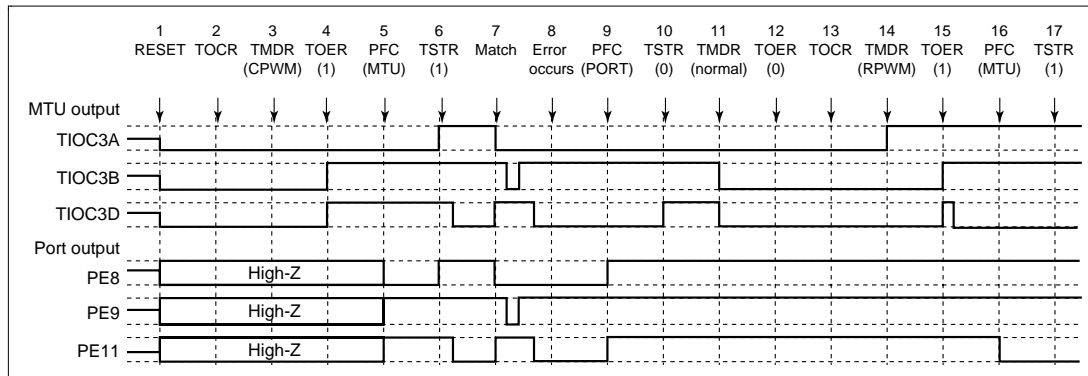 1 2 3 4 5 6 7 8 9 10 11 12 13 14 15 16 17
RESET TOCR TMDR TOER PFC TSTR Match Error PFC TSTR TMDR TOER TOCR TMDR TOER PFC TSTR
(CPWM) (1) (MTU) (1) occurs (PORT) (0) (normal) (0) (RPWM) (1) (MTU) (1)
MTU output
TIOC3A
TIOC3B
TIOC3D
Port output
PE8 High-Z
PE9 High-Z
PE11 High-Z